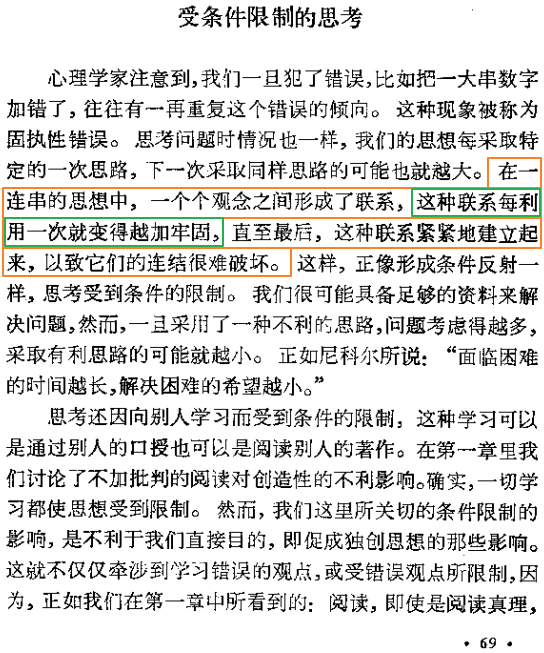 受条件限制的思考
心理学家注意到,我们一旦犯了错误,比如把一大串数字
加错了，往往有一再重复这个错误的倾向。这种现象被称为
固执性错误。思考问题时情况也一样，我们的思想每采取特
定的一次思路，下一次采取同样思路的可能也就越大。在一
连串的思想中，一个个观念之间形成了联系，这种联系每利
用一次就变得越加牢固，直至最后，这种联系紧紧地建立起
来，以致它们的连结很难破坏。这样，正像形成条件反射一
样，思考受到条件的限制。我们很可能具备足够的资料来解
决问题,然而,一旦采用了一种不利的思路,问题考虑得越多，
采取有利思路的可能就越小。正如尼科尔所说：“面临困难
的时间越长,解决困难的希望越小。”
思考还因向别人学习而受到条件的限制，这种学习可以
是通过别人的口授也可以是阅读别人的著作。在第一章里我
们讨论了不加批判的阅读对创造性的不利影响。确实,一切学
习都使思想受到限制。然而，我们这里所关切的条件限制的
影响，是不利于我们直接目的，即促成独创思想的那些影响。
这就不仅仅牵涉到学习错误的观点,或受错误观点所限制,因
为，正如我们在第一章中所看到的：阅读，即使是阅读真理，
• 69 •